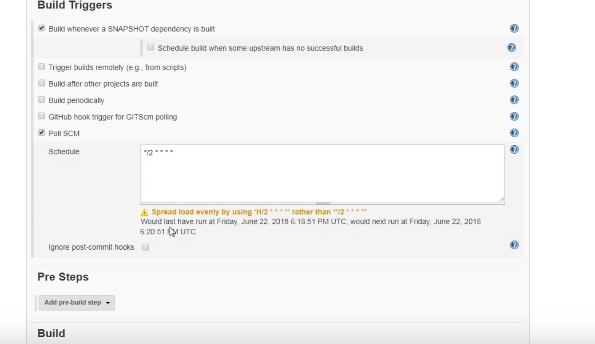 Build Triggers
Build whenever a SNAPSHOT dependency is built
Schedule build when some upstream has no successful builds
Trigger builds remotely (e.g., from scripts)
Build after other projects are built
Build periodically
GitHub hook trigger for GITScm polling
Poll SCM
Schedule
*/2 * * * *
Spread load evenly by using 'H/2 * * * *' rather than '*/2 * * * *'
Would last have run at Friday, June 22, 2018 6:18:51 PM UTC; would next run at Friday, June 22, 2018
6:20:51 UTC.
Ignore post-commit hooks
Pre Steps
Add pre-build step
Build